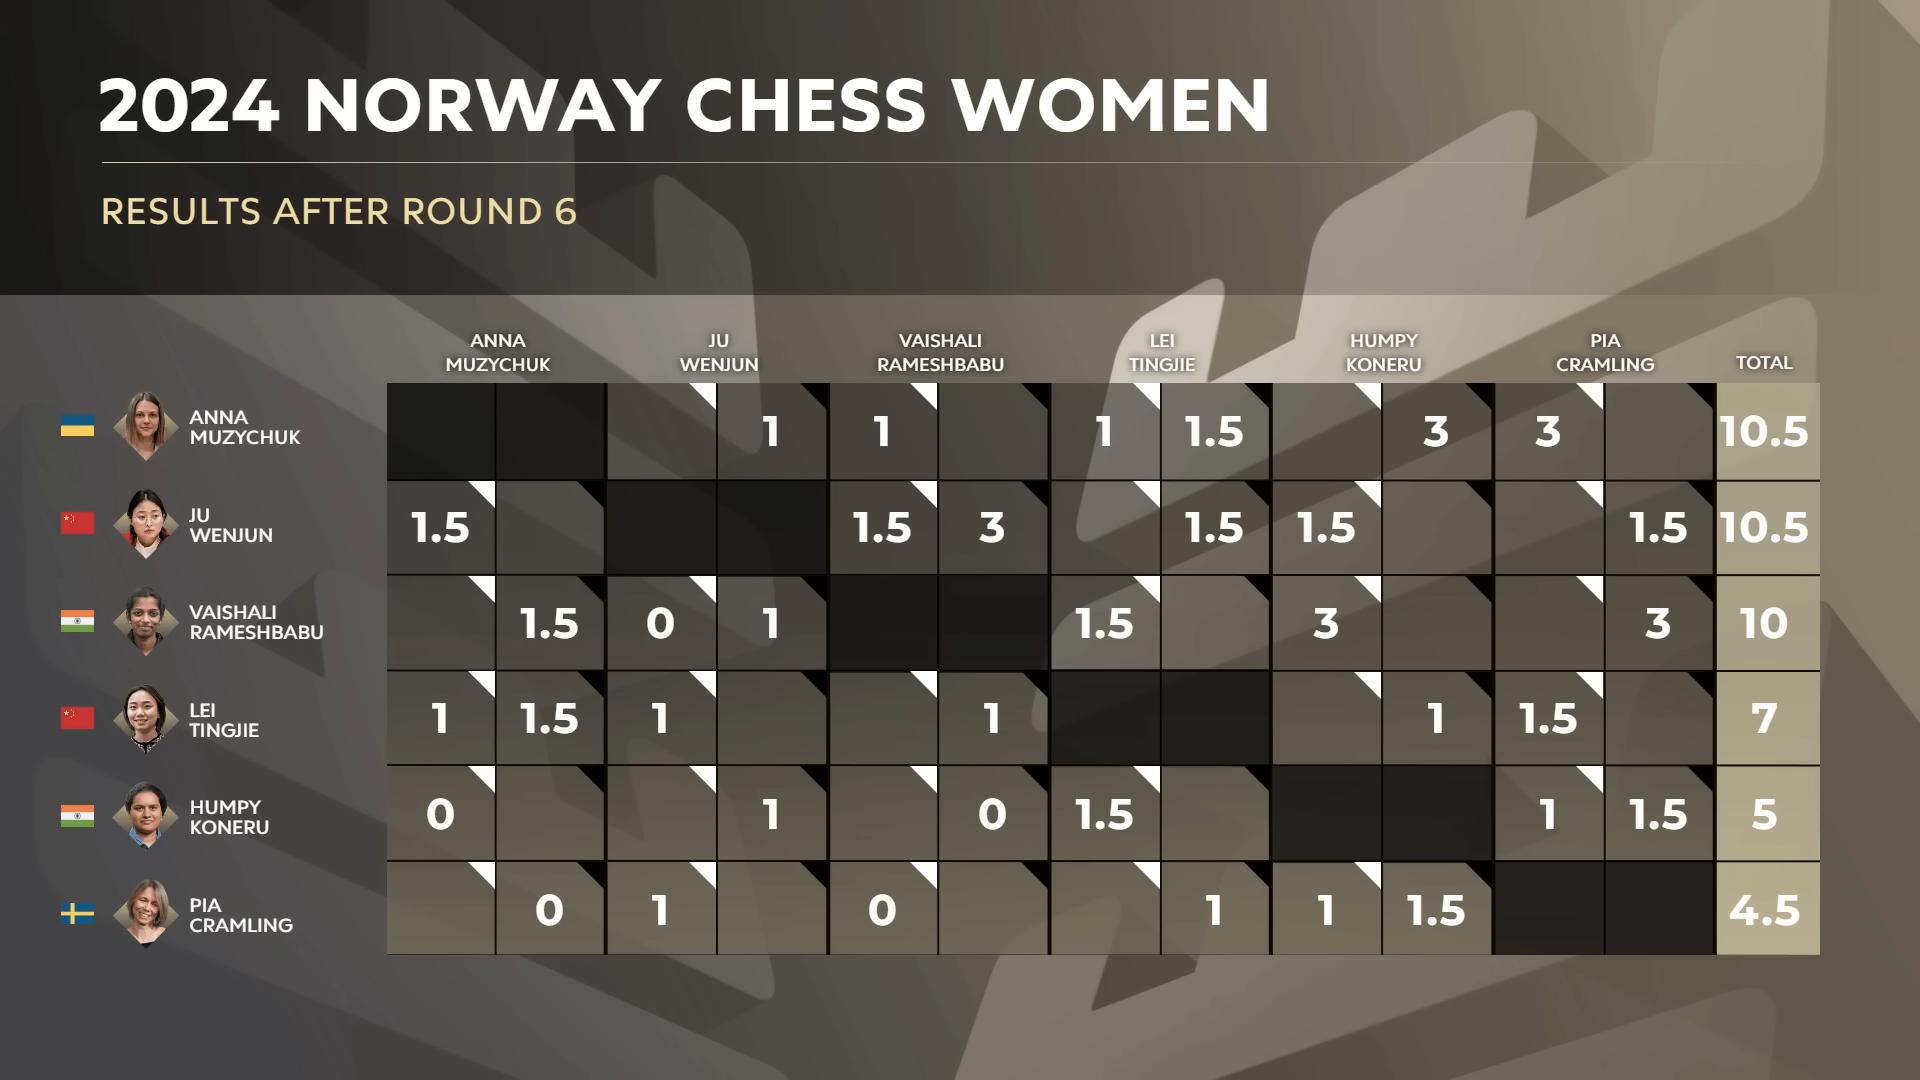 2024 NORWAY CHESS WOMEN
RESULTS AFTER ROUND 6
ANNA MUZYCHUK JU WENJUN VAISHALI RAMESHBABU LEI TINGJIE HUMPY KONERU PIA CRAMLING TOTAL
ANNA MUZYCHUK 1 1 1 1.5 3 3 10.5
JU WENJUN 1.5 1.5 3 1.5 1.5 1.5 10.5
VAISHALI RAMESHBABU 1.5 0 1 1.5 3 3 10
LEI TINGJIE 1 1.5 1 1 1 1.5 7
HUMPY KONERU 0 1 0 1.5 1 1.5 5
PIA CRAMLING 0 1 0 1 1 1.5 4.5